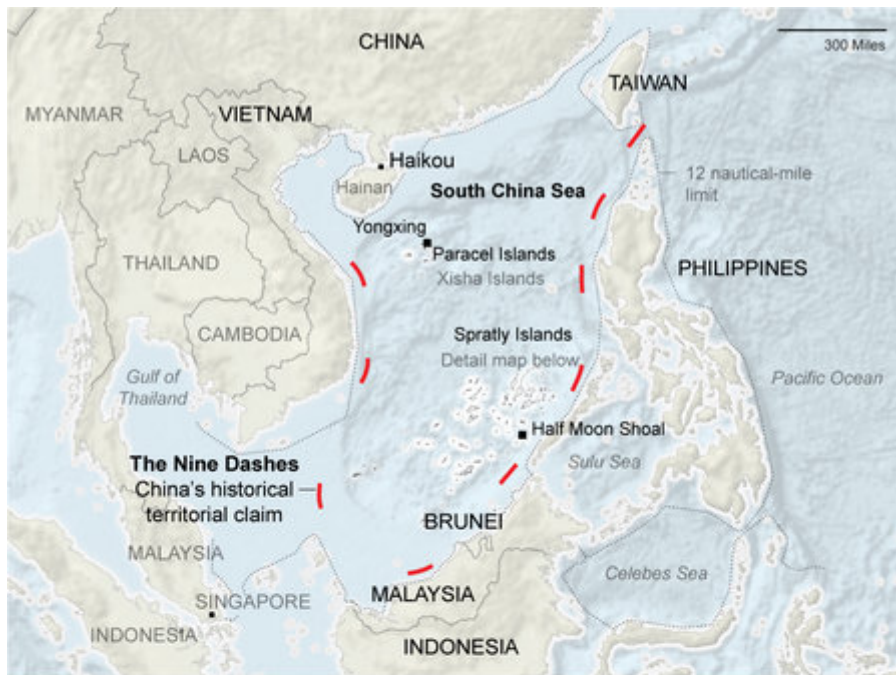 300 Miles
CHINA
TAIWAN
MYANMAR
VIETNAM
LAOS
Haikou
Hainan
South China Sea
12 nautical-mile
limit
Yongxing
Paracel Islands
Xisha Islands
THAILAND
PHILIPPINES
CAMBODIA
Spratly Islands
Detail map below
Gulf of
Thailand
Pacific Ocean
Half Moon Shoal
The Nine Dashes
China's historical
territorial claim
Sulu Sea
BRUNEI
MALAYSIA
Celebes Sea
MALAYSIA
SINGAPORE
INDONESIA
INDONESIA